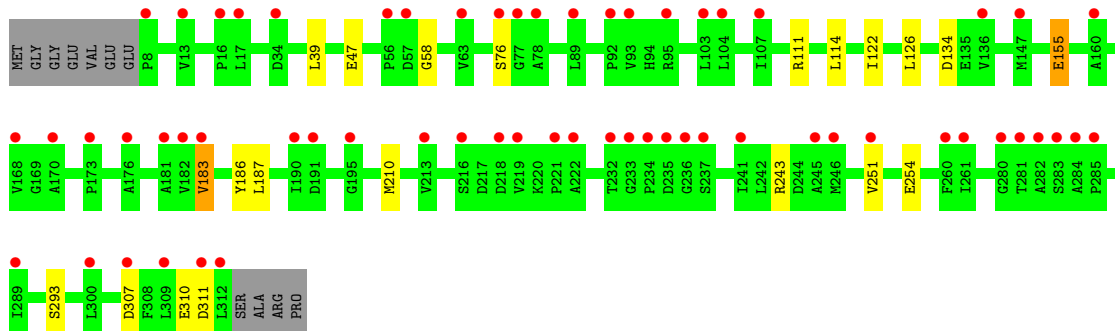 MET GLY GLY GLU VAL GLU GLU P8 V13 P16 L17 D34 L39 E47 P56 D57 G58 V63 S76 G77 A78 L89 P92 V93 H94 R95 L103 L104 I107 R111 L114 I122 L126 D134 E135 V136 M147 E155 A160
V168 G169 A170 P173 A176 A181 V182 V183 Y186 L187 I190 D191 G195 M210 V213 S216 D217 D218 V219 K220 P221 A222 T232 G233 P234 D235 G236 S237 I241 L242 R243 D244 A245 M246 V251 E254 F260 I261 G280 T281 A282 S283 A284 P285
I289 S293 L300 D307 F308 L309 E310 D311 L312 SER ALA ARG PRO